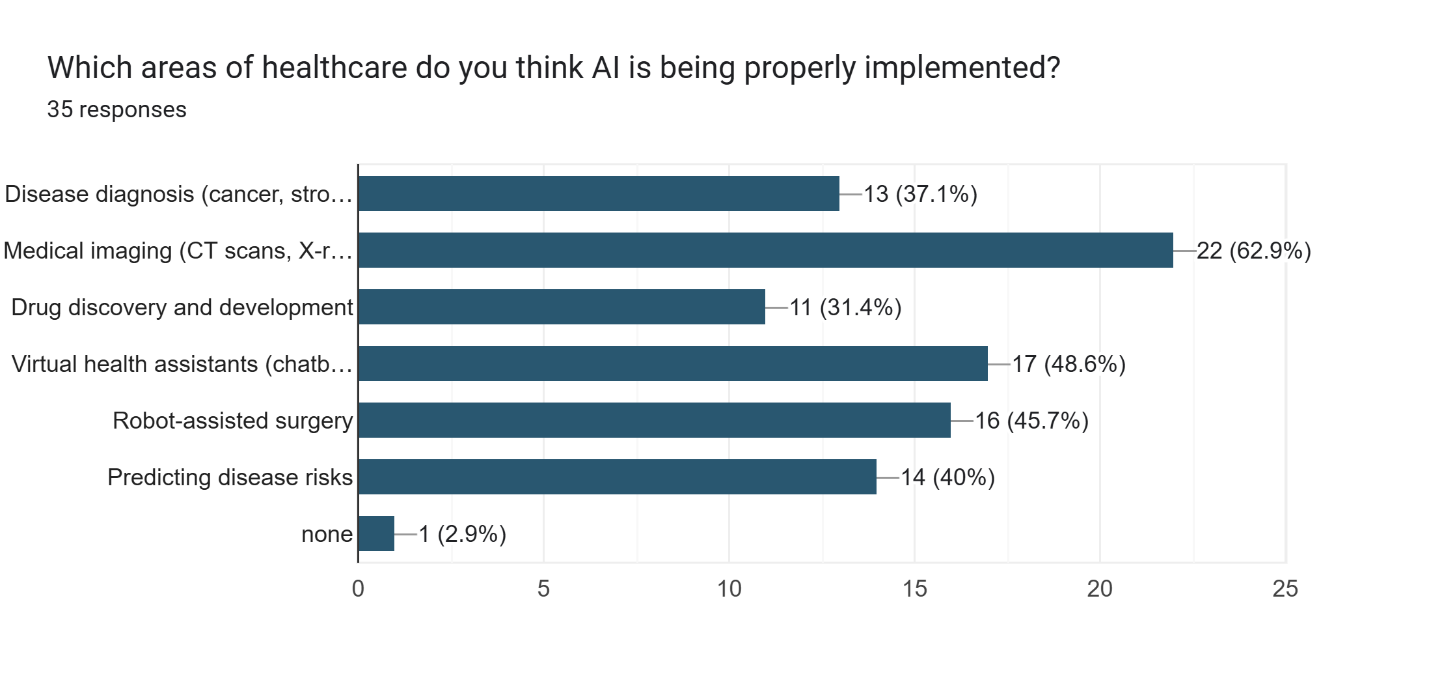 Which areas of healthcare do you think AI is being properly implemented?
35 responses
Disease diagnosis (cancer, stro…
13 (37.1%)
Medical imaging (CT scans, X-r…
22 (62.9%)
Drug discovery and development
11 (31.4%)
Virtual health assistants (chatb…
17 (48.6%)
Robot-assisted surgery
16 (45.7%)
Predicting disease risks
14 (40%)
none
1 (2.9%)
0 5 10 15 20 25